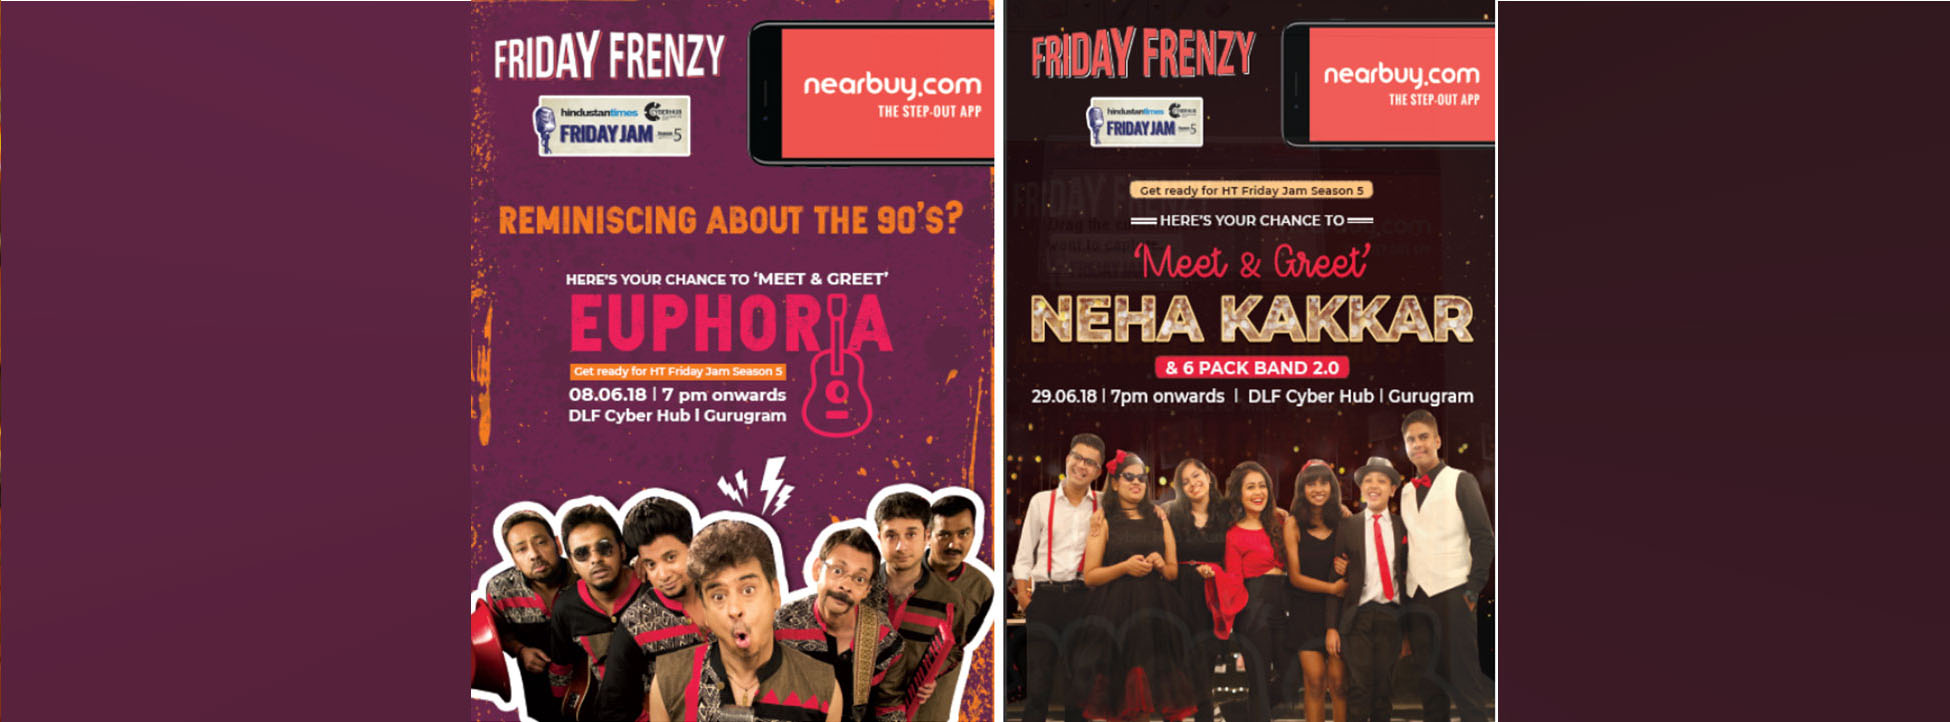 FRIDAY FRENZY
nearbuy.com
THE STEP-OUT APP
hindustantimes
CYBERHUB
FRIDAY JAM Season 5
REMINISCING ABOUT THE 90'S?
HERE'S YOUR CHANCE TO 'MEET & GREET'
EUPHORIA
Get ready for HT Friday Jam Season 5
08.06.18 | 7 pm onwards
DLF Cyber Hub | Gurugram
FRIDAY FRENZY
nearbuy.com
THE STEP-OUT APP
hindustantimes
FRIDAY JAM Season 5
Get ready for HT Friday Jam Season 5
HERE'S YOUR CHANCE TO
'Meet & Greet'
NEHA KAKKAR
& 6 PACK BAND 2.0
29.06.18 | 7pm onwards | DLF Cyber Hub | Gurugram